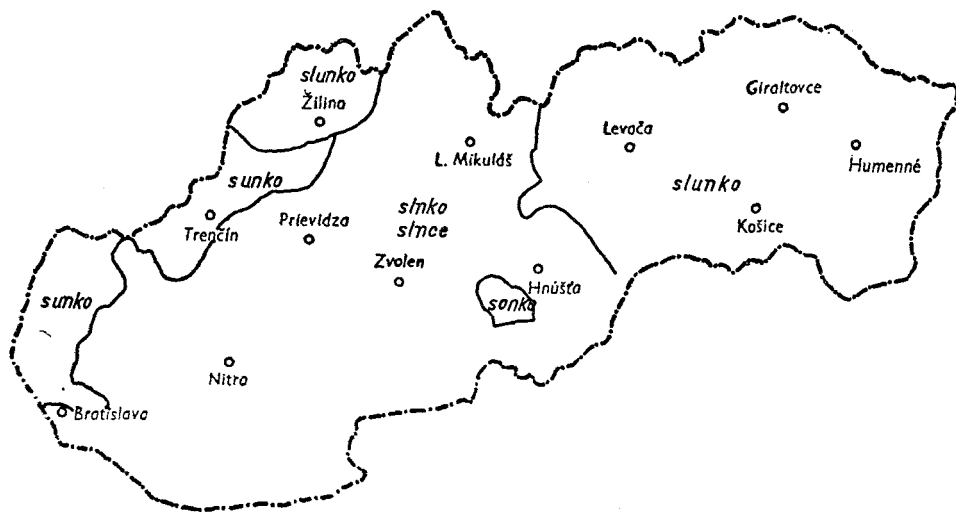 slunko
Žilina
Giraltovce
Levoča
L. Mikuláš
Humenné
sunko
slunko
Trenčín
Prievidza
slnko
slnce
Košice
Zvolen
Hnúšťa
sunko
sonko
Nitra
Bratislava